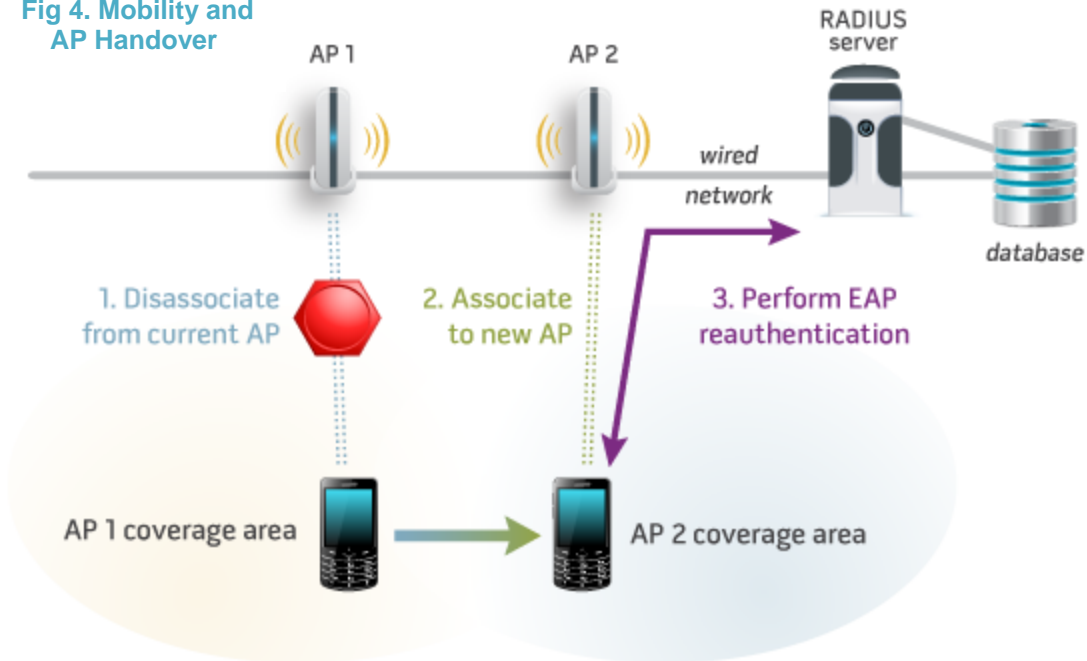 Fig 4. Mobility and
AP Handover
AP 1
AP 2
RADIUS
server
wired
network
database
1. Disassociate
from current AP
2. Associate
to new AP
3. Perform EAP
reauthentication
AP 1 coverage area
AP 2 coverage area